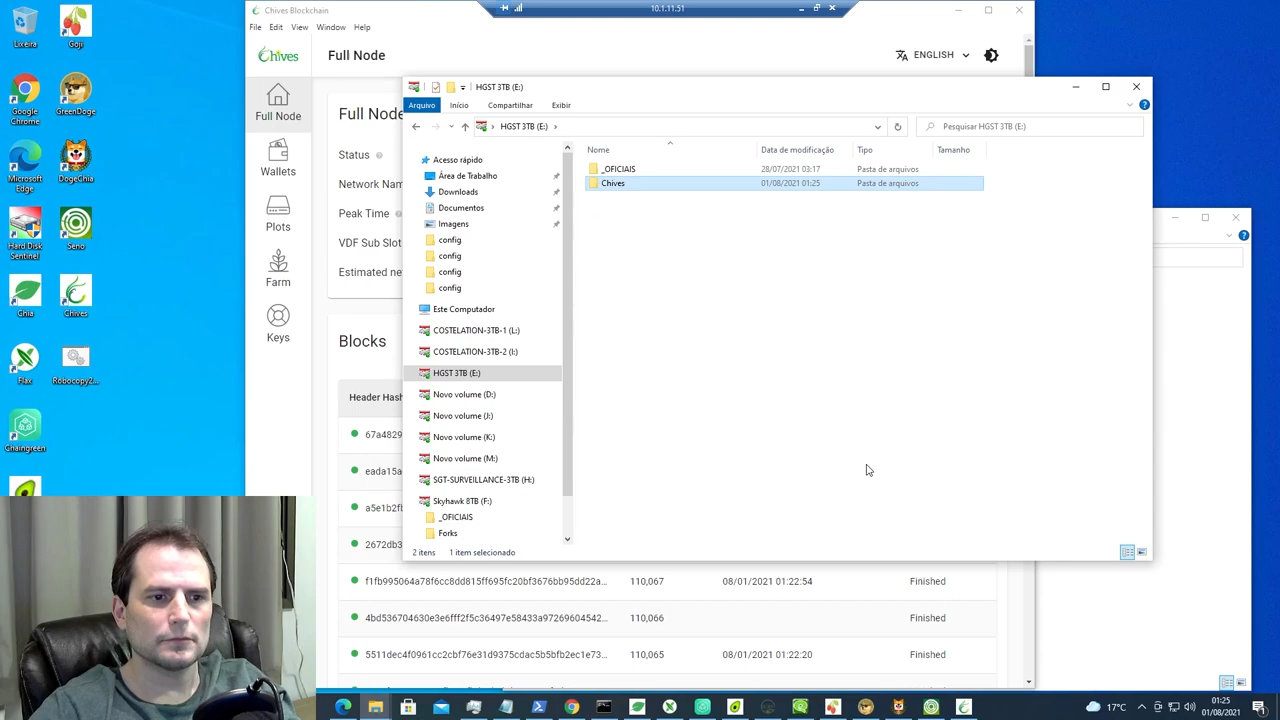 Lixeira
Goji
Google Chrome
GreenDoge
Microsoft Edge
DogeChia
Hard Disk Sentinel
Seno
Ghia
Chives
Flax
Robocopy2...
Chaingreen
Chives Blockchain
10.1.11.51
File Edit View Window Help
Chives
Full Node
ENGLISH
Full Node
Wallets
Plots
Farm
Keys
Full Node
Status
Network Nam
Peak Time
VDF Sub Slot
Estimated ne
Blocks
Header Hash
67a4829
eada15a
a5e1b2fb
2672db3
f1fb995064a78f6cc8dd815ff695fc20bf3676bb95dd22a... 110,067 08/01/2021 01:22:54 Finished
4bd536704630e3e6fff2f5c36497e58433a97269604542... 110,066 Finished
5511dec4f0961cc2cbf76e31d9375cdac5b5bfb2ec1e73... 110,065 08/01/2021 01:22:20 Finished
HGST 3TB (E:)
Arquivo Início Compartilhar Exibir
HGST 3TB (E:)
Pesquisar HGST 3TB (E:)
Nome Data de modificação Tipo Tamanho
_OFICIAIS 28/07/2021 03:17 Pasta de arquivos
Chives 01/08/2021 01:25 Pasta de arquivos
Acesso rápido
Área de Trabalho
Downloads
Documentos
Imagens
config
config
config
config
Este Computador
COSTELATION-3TB-1 (L:)
COSTELATION-3TB-2 (I:)
HGST 3TB (E:)
Novo volume (D:)
Novo volume (J:)
Novo volume (K:)
Novo volume (M:)
SGT-SURVEILLANCE-3TB (H:)
Skyhawk 8TB (F:)
_OFICIAIS
Forks
2 itens 1 item selecionado
17°C
01:25
01/08/2021